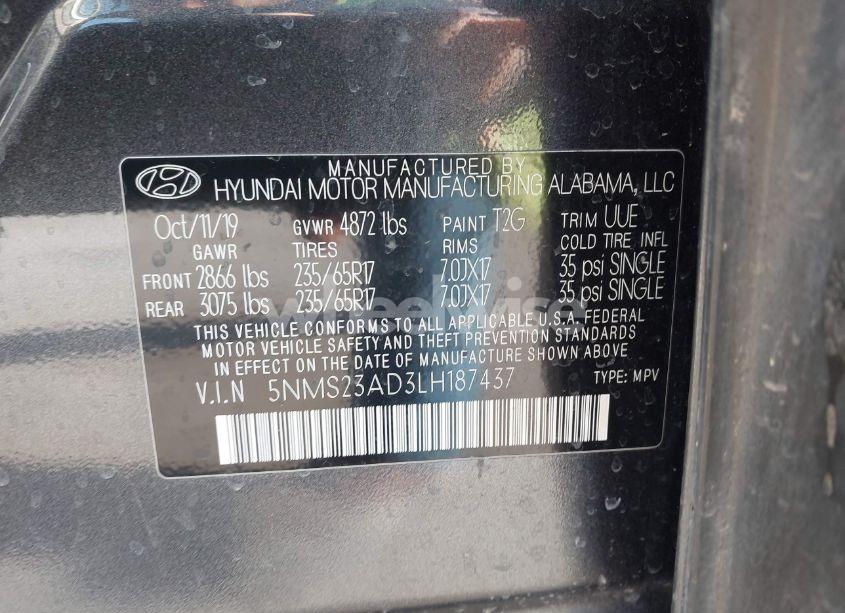 MANUFACTURED BY
HYUNDAI MOTOR MANUFACTURING ALABAMA, LLC
Oct/11/19 GVWR 4872 lbs PAINT T2G TRIM UUE
GAWR TIRES RIMS COLD TIRE INFL
FRONT 2866 lbs 235/65R17 7.0JX17 35 psi SINGLE
REAR 3075 lbs 235/65R17 7.0JX17 35 psi SINGLE
THIS VEHICLE CONFORMS TO ALL APPLICABLE U.S.A. FEDERAL
MOTOR VEHICLE SAFETY AND THEFT PREVENTION STANDARDS
IN EFFECT ON THE DATE OF MANUFACTURE SHOWN ABOVE
V.I.N 5NMS23AD3LH187437 TYPE: MPV